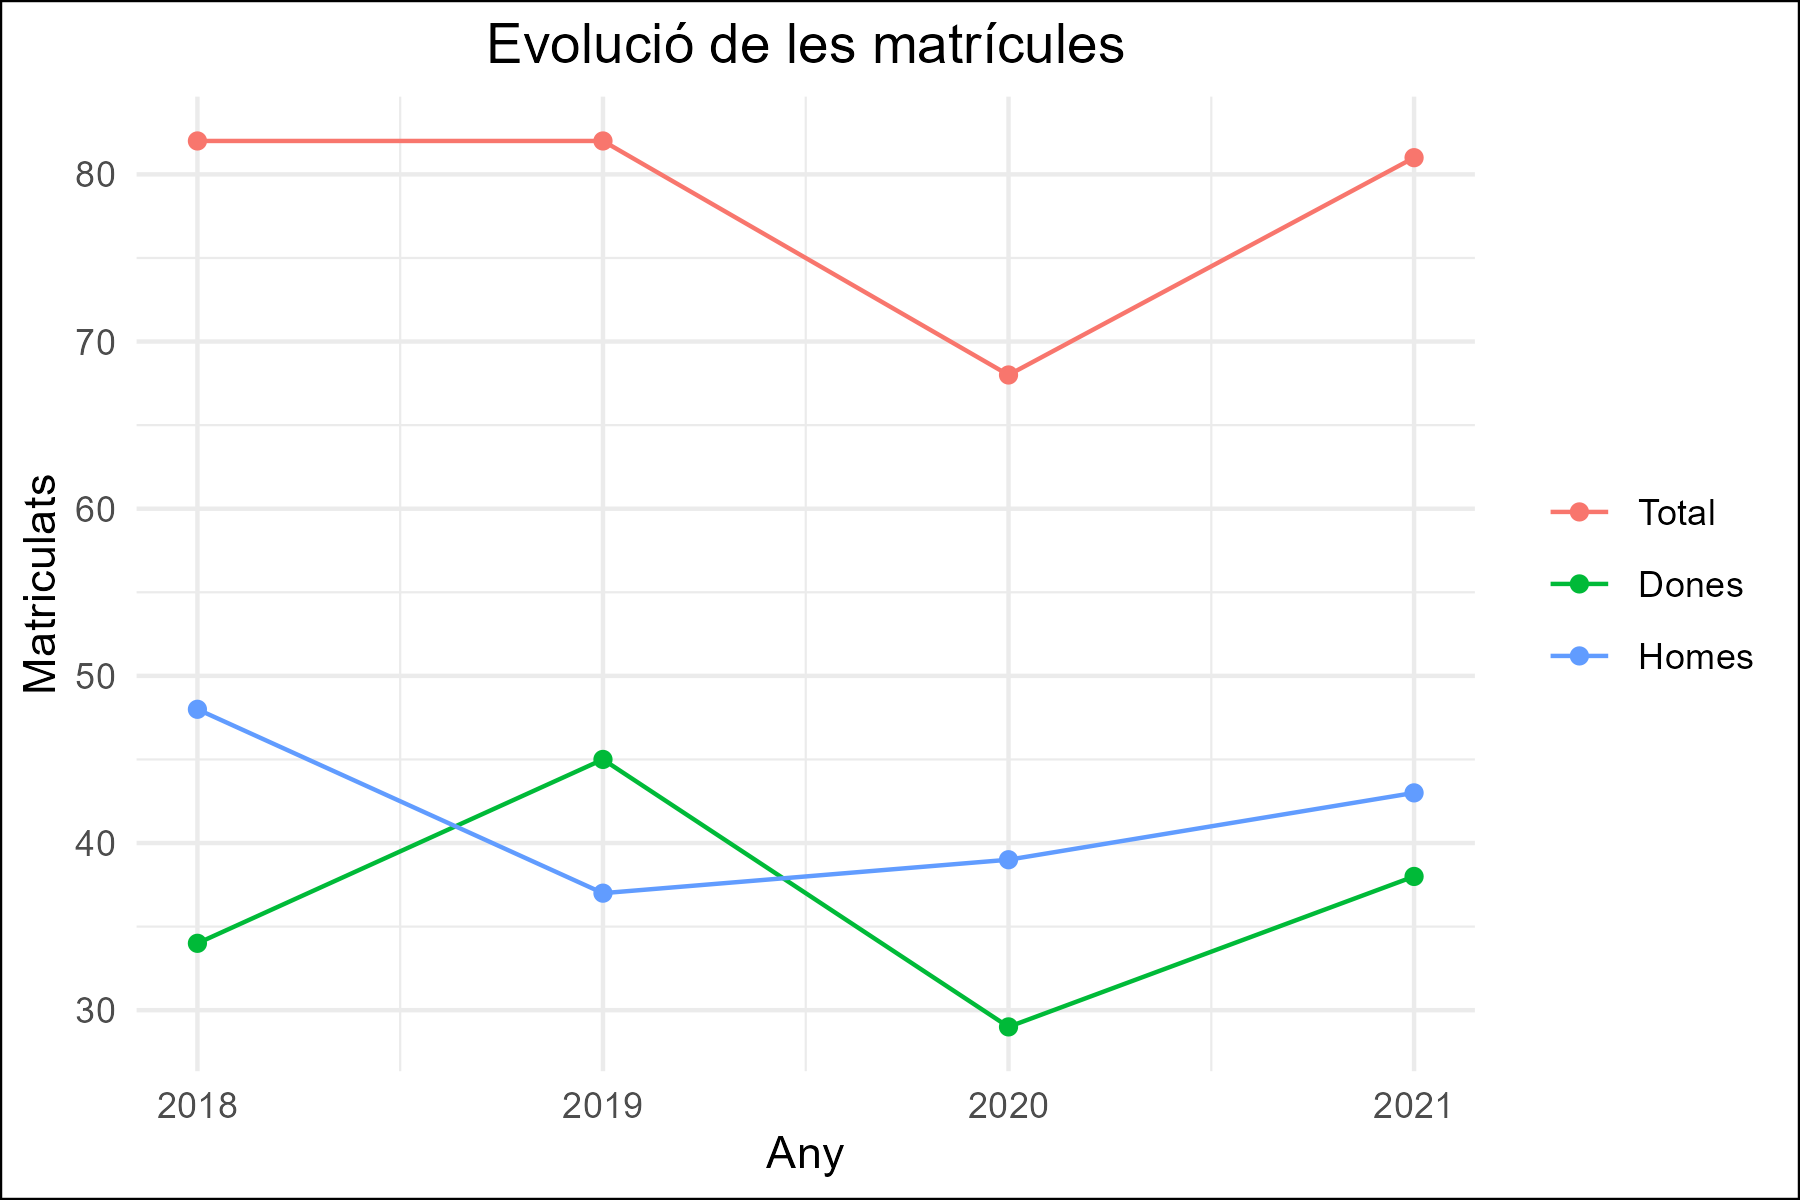 Evolució de les matrícules
Matriculats
80
70
60
50
40
30
2018
2019
2020
2021
Any
Total
Dones
Homes